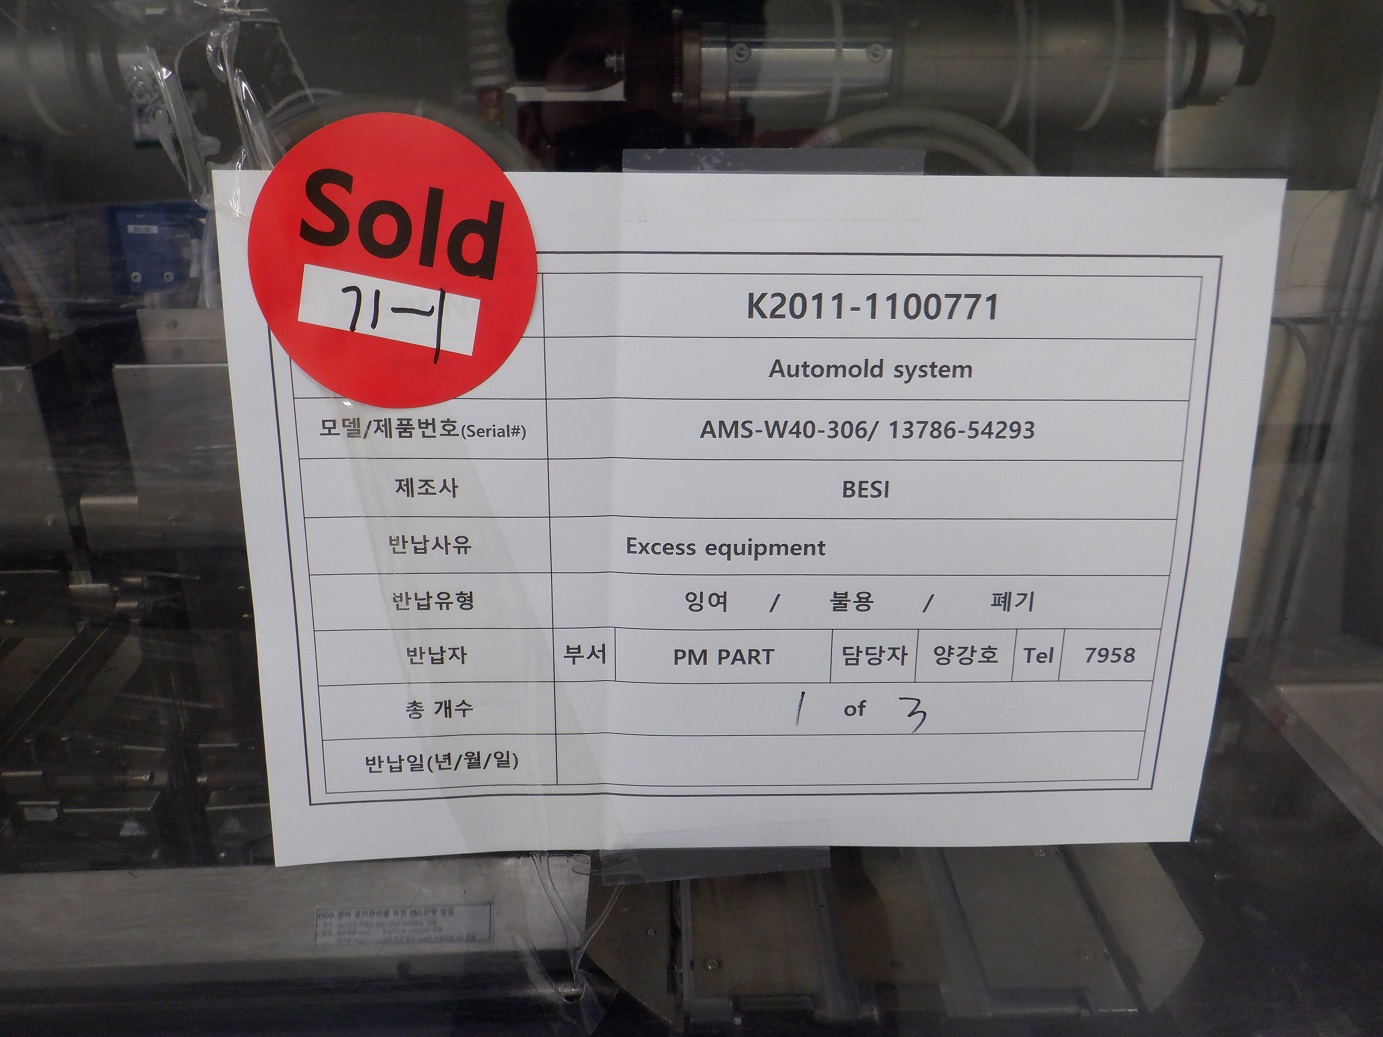 Sold
K2011-1100771
Automold system
모델/제품번호(Serial#) AMS-W40-306/ 13786-54293
제조사 BESI
반납사유 Excess equipment
반납유형 잉여 / 불용 / 폐기
반납자 부서 PM PART 담당자 양강호 Tel 7958
총 개수 1 of 3
반납일(년/월/일)